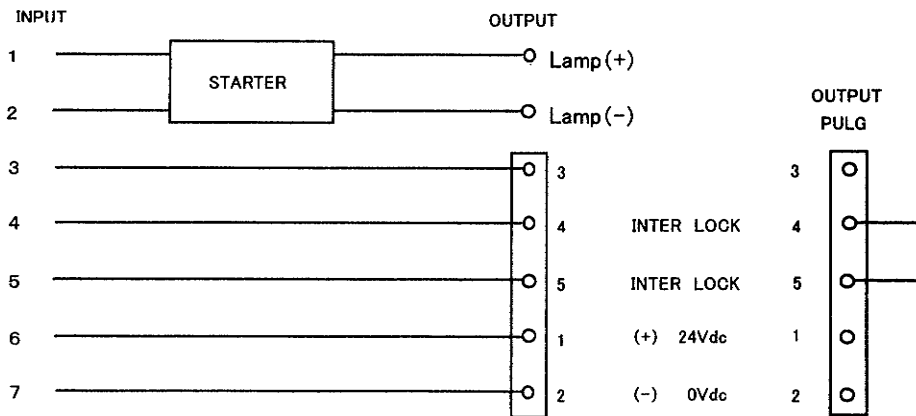 INPUT OUTPUT
1 Lamp(+)
STARTER
2 Lamp(-)
OUTPUT
PULG
3 3 3
4 4 INTER LOCK 4
5 5 INTER LOCK 5
6 1 (+) 24Vdc 1
7 2 (-) 0Vdc 2